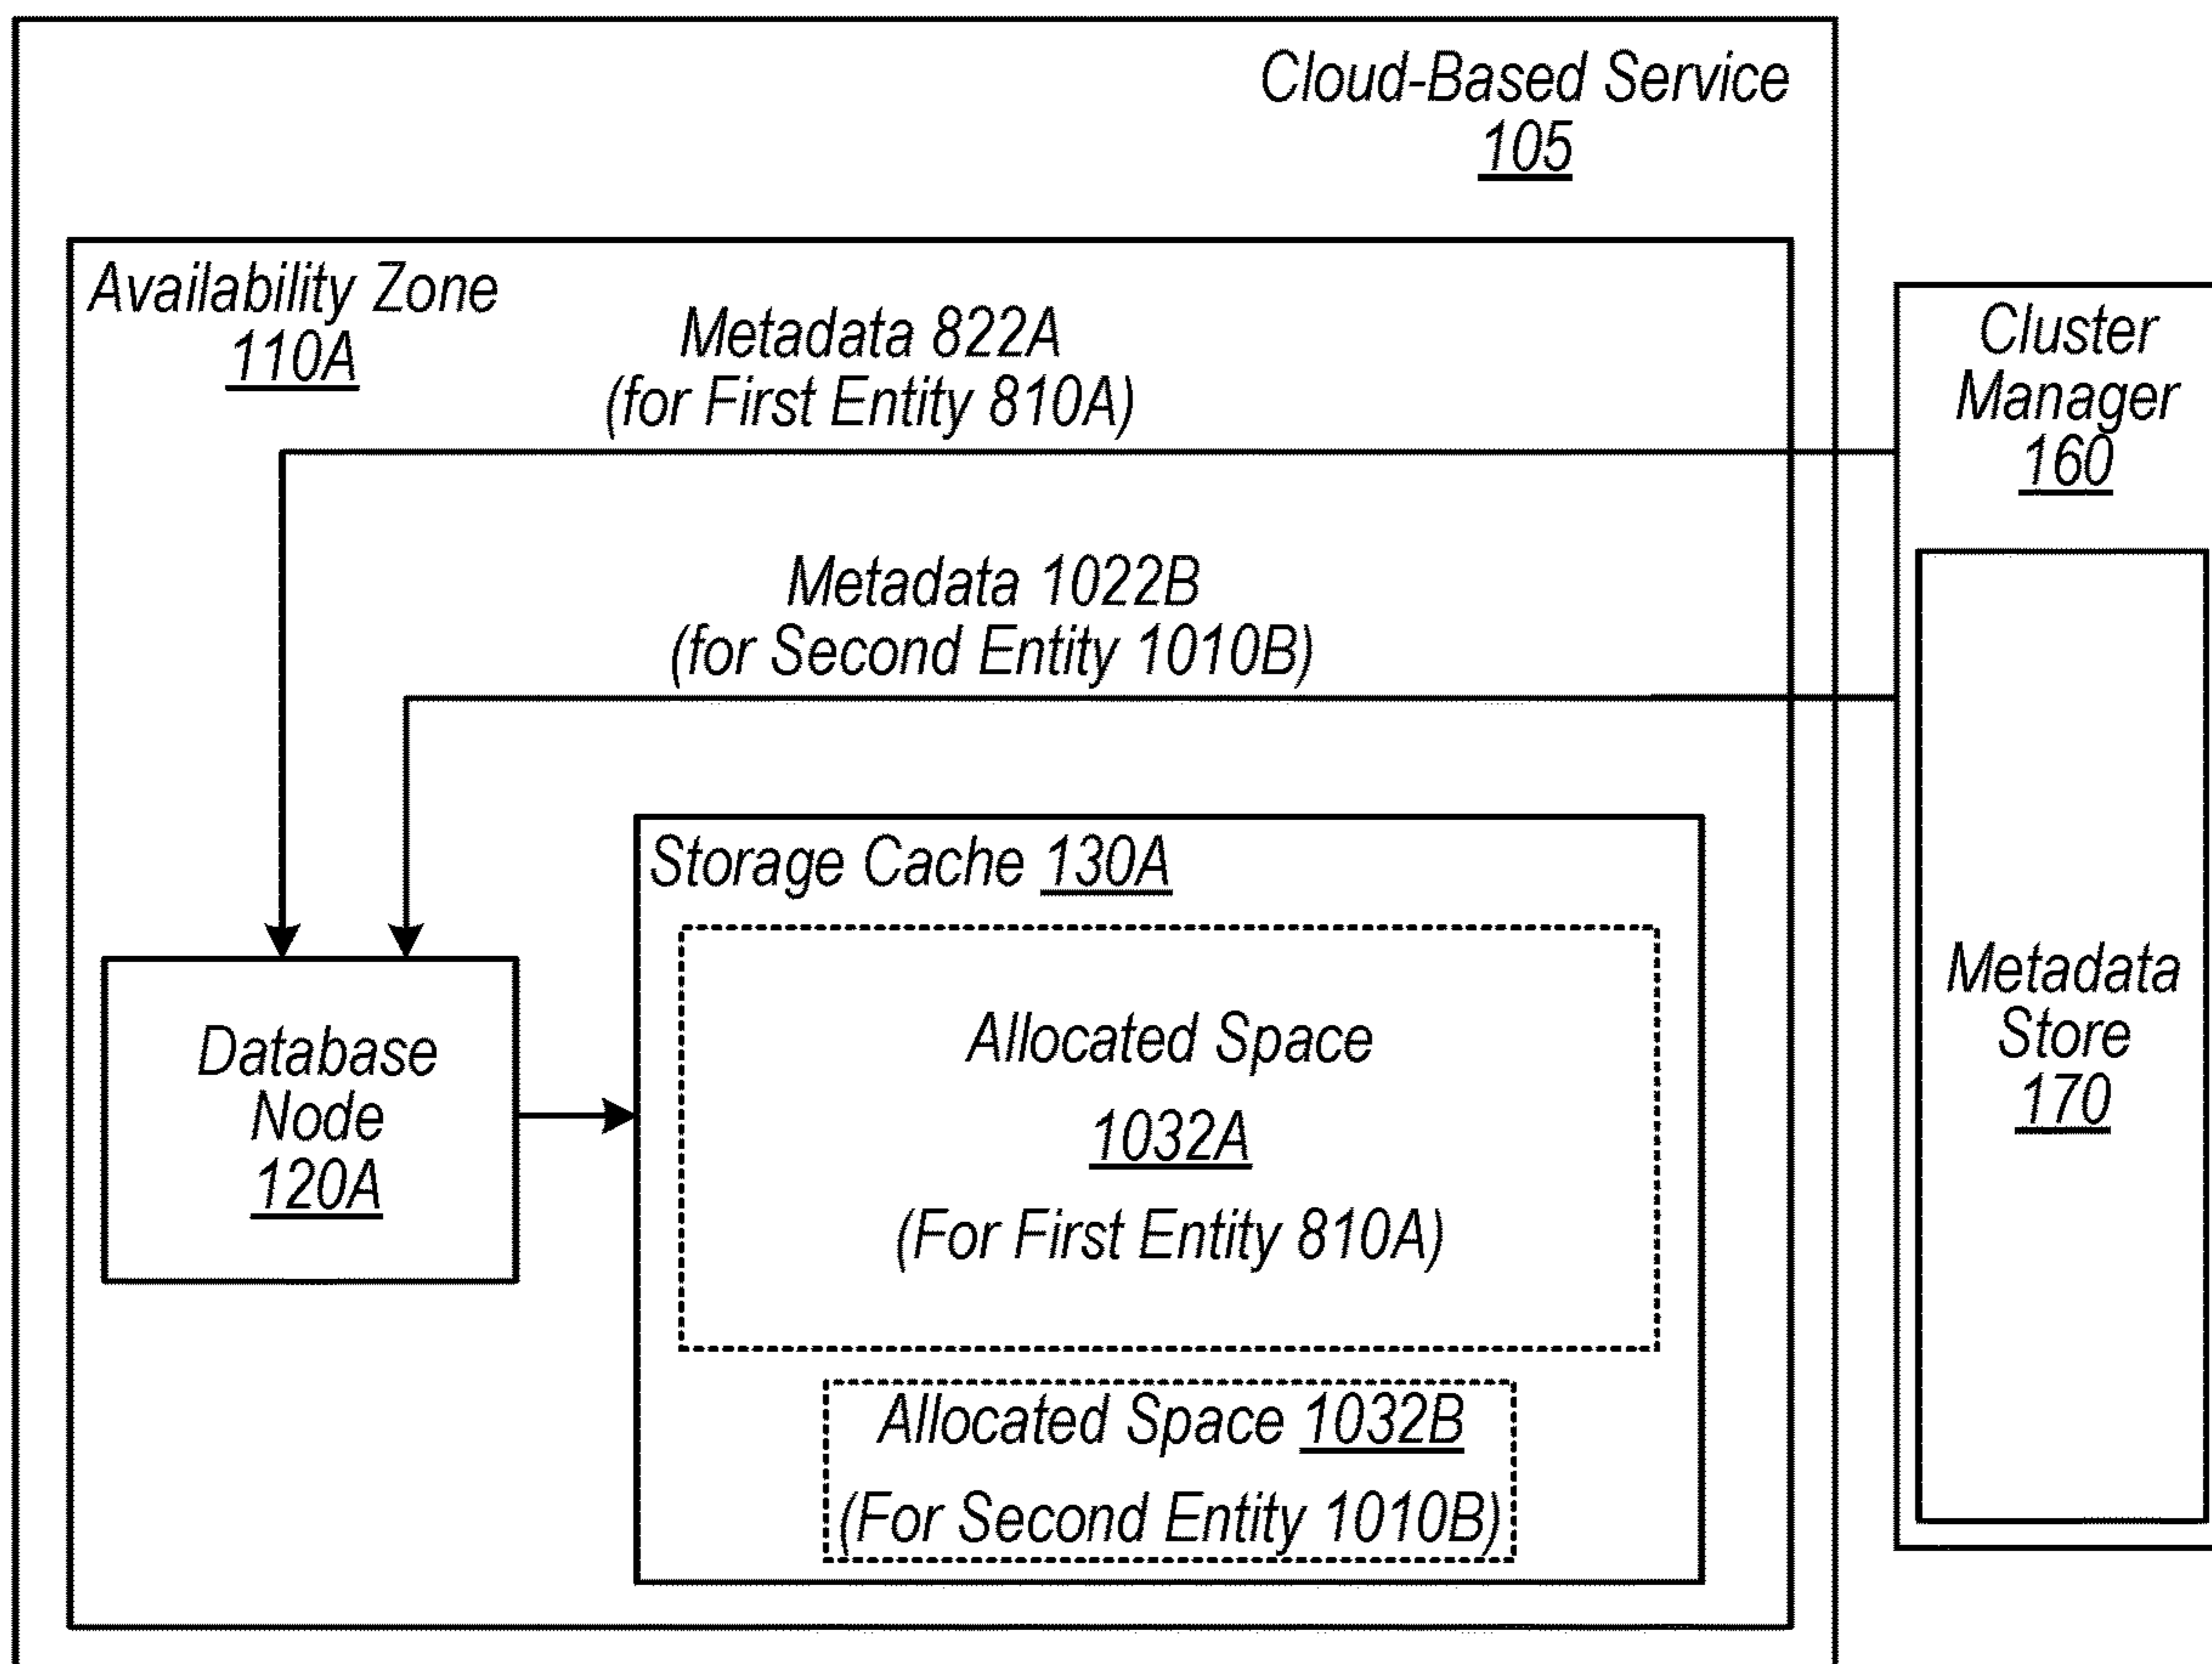 Cloud-Based Service
105
Availability Zone
110A
Metadata 822A
(for First Entity 810A)
Cluster
Manager
160
Metadata 1022B
(for Second Entity 1010B)
Storage Cache 130A
Database
Node
120A
Allocated Space
1032A
(For First Entity 810A)
Allocated Space 1032B
(For Second Entity 1010B)
Metadata
Store
170